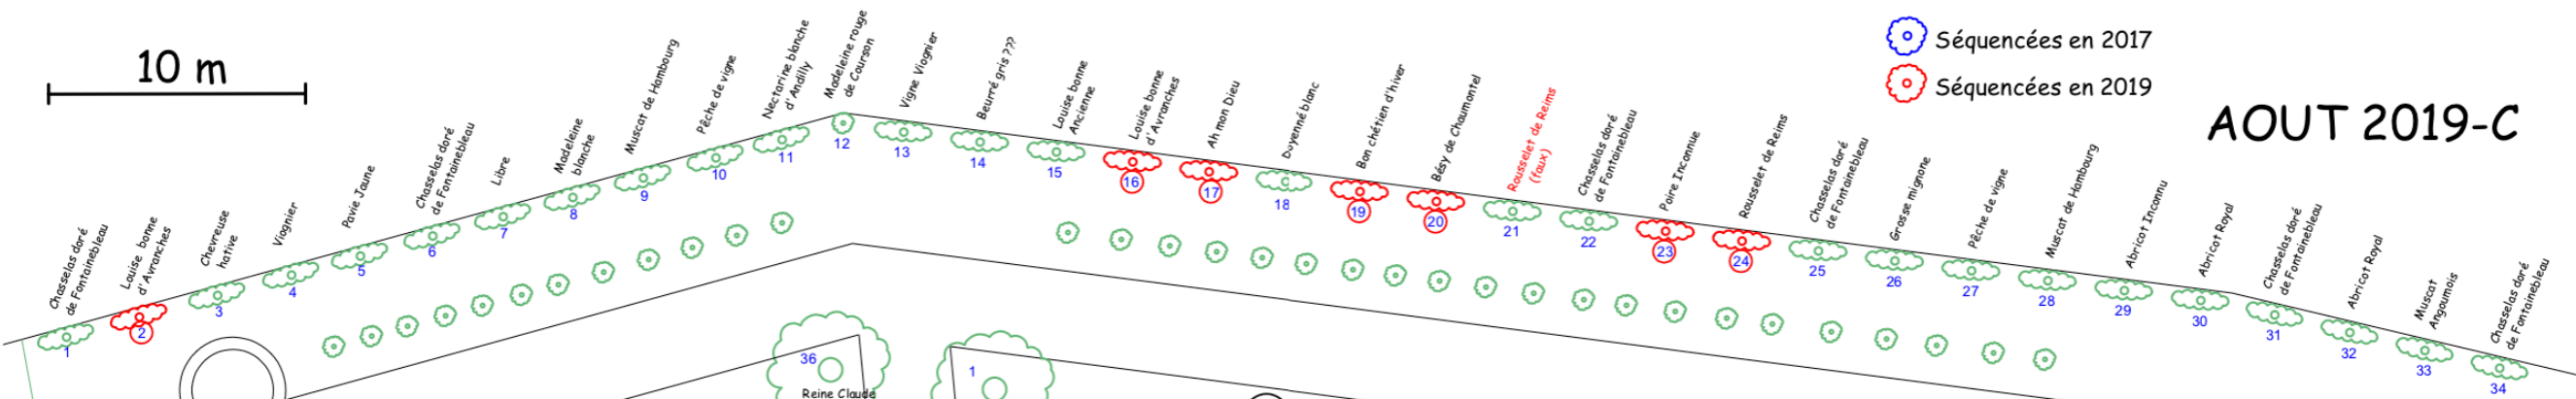 10 m
Séquencées en 2017
Séquencées en 2019
AOUT 2019-C
Chasselas doré
de Fontainebleau
1
Louise bonne
d'Avranches
2
Chevreuse
hative
3
Viognier
4
Pavie Jaune
5
Chasselas doré
de Fontainebleau
6
Libre
7
Madeleine
blanche
8
Muscat de Hambourg
9
Pêche de vigne
10
Nectarine blanche
d'Andilly
11
Madeleine rouge
de Courson
12
Vigne Viognier
13
Beurré gris ???
14
Louise bonne
Ancienne
15
Louise bonne
d'Avranches
16
Ah mon Dieu
17
Doyenné blanc
18
Bon chétien d'hiver
19
Bésy de Chaumontel
20
Rousselet de Reims
(faux)
21
Chasselas doré
de Fontainebleau
22
Poire Inconnue
23
Rousselet de Reims
24
Chasselas doré
de Fontainebleau
25
Grosse mignone
26
Pêche de vigne
27
Muscat de Hambourg
28
Abricot Inconnu
29
Abricot Royal
30
Chasselas doré
de Fontainebleau
31
Abricot Royal
32
Muscat
Angoumois
33
Chasselas doré
de Fontainebleau
34
36
Reine Claude
1